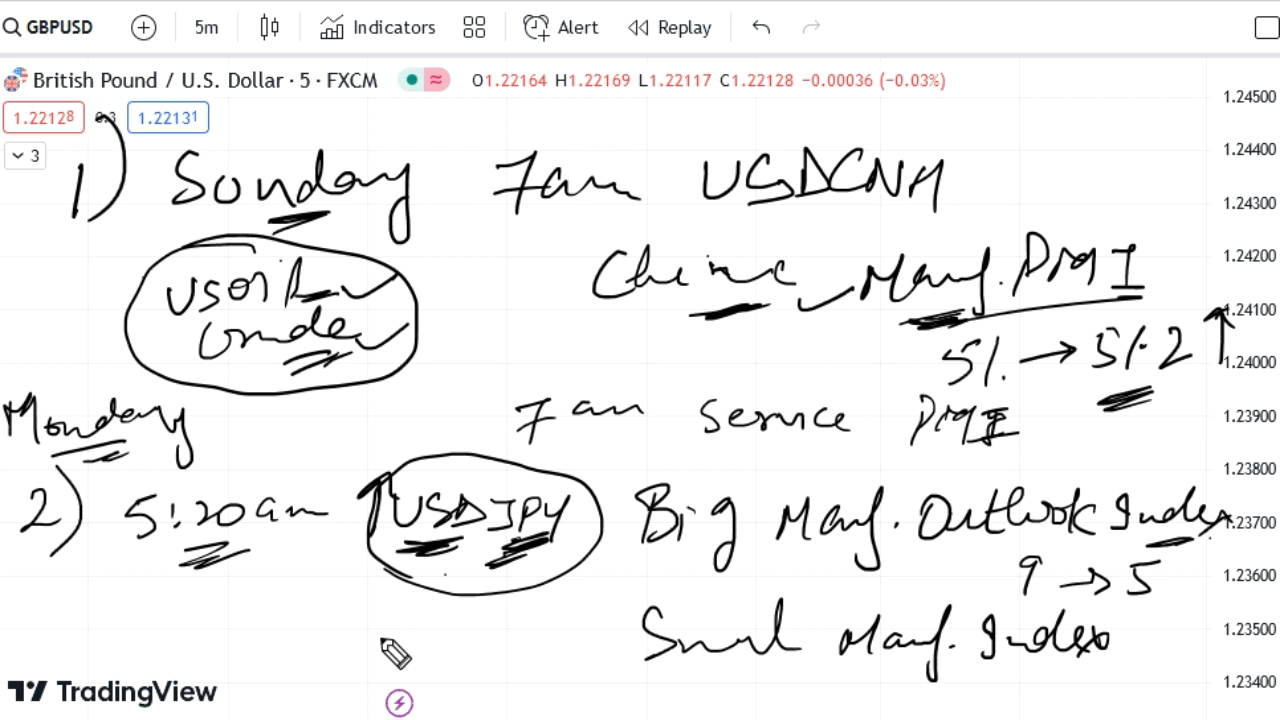 GBPUSD 5m Indicators Alert Replay
British Pound / U.S. Dollar · 5 · FXCM O1.22164 H1.22169 L1.22117 C1.22128 −0.00036 (−0.03%)
1.22128 0.3 1.22131
3
1) Sunday 7am USDCNH
Manf. PMI
USOIL
under
51. → 51.2 ↑
Monday 7am service PMI
2) 5:20am USDJPY Big Manf. Outlook Index
9 → 5
Small Manf. Index
TradingView
1.24500
1.24400
1.24300
1.24200
1.24100
1.24000
1.23900
1.23800
1.23700
1.23600
1.23500
1.23400